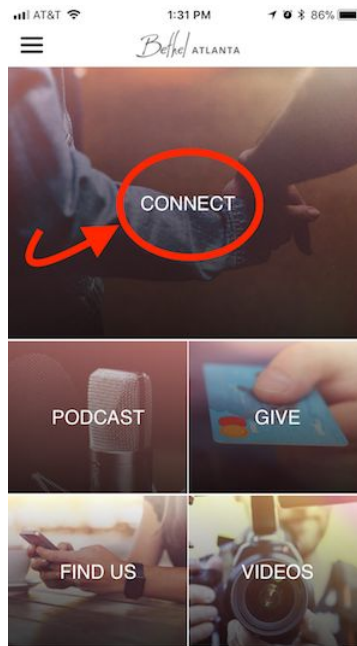 AT&T 1:31 PM 86%
Bethel ATLANTA
CONNECT
PODCAST GIVE
FIND US VIDEOS